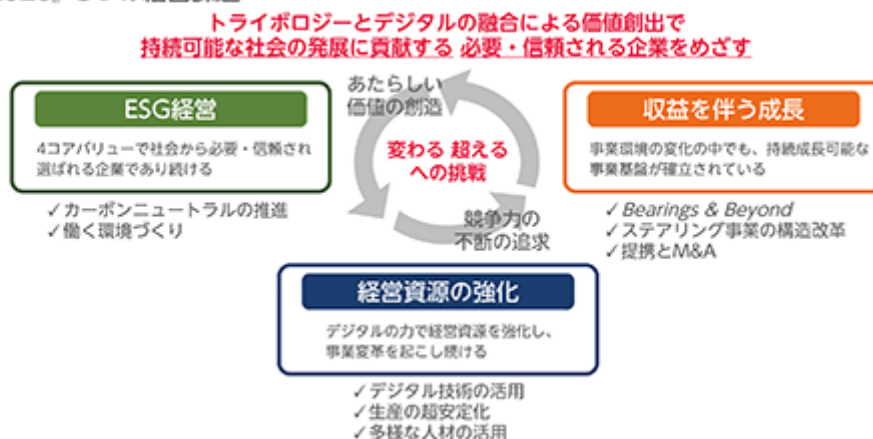 トライボロジーとデジタルの融合による価値創出で
持続可能な社会の発展に貢献する 必要・信頼される企業をめざす
あたらしい
価値の創造
ESG経営
4コアバリューで社会から必要・信頼され
選ばれる企業であり続ける
✓カーボンニュートラルの推進
✓働く環境づくり
変わる 超える
への挑戦
競争力の
不断の追求
収益を伴う成長
事業環境の変化の中でも、持続成長可能な
事業基盤が確立されている
✓Bearings & Beyond
✓ステアリング事業の構造改革
✓提携とM&A
経営資源の強化
デジタルの力で経営資源を強化し、
事業変革を起こし続ける
✓デジタル技術の活用
✓生産の超安定化
✓多様な人材の活用